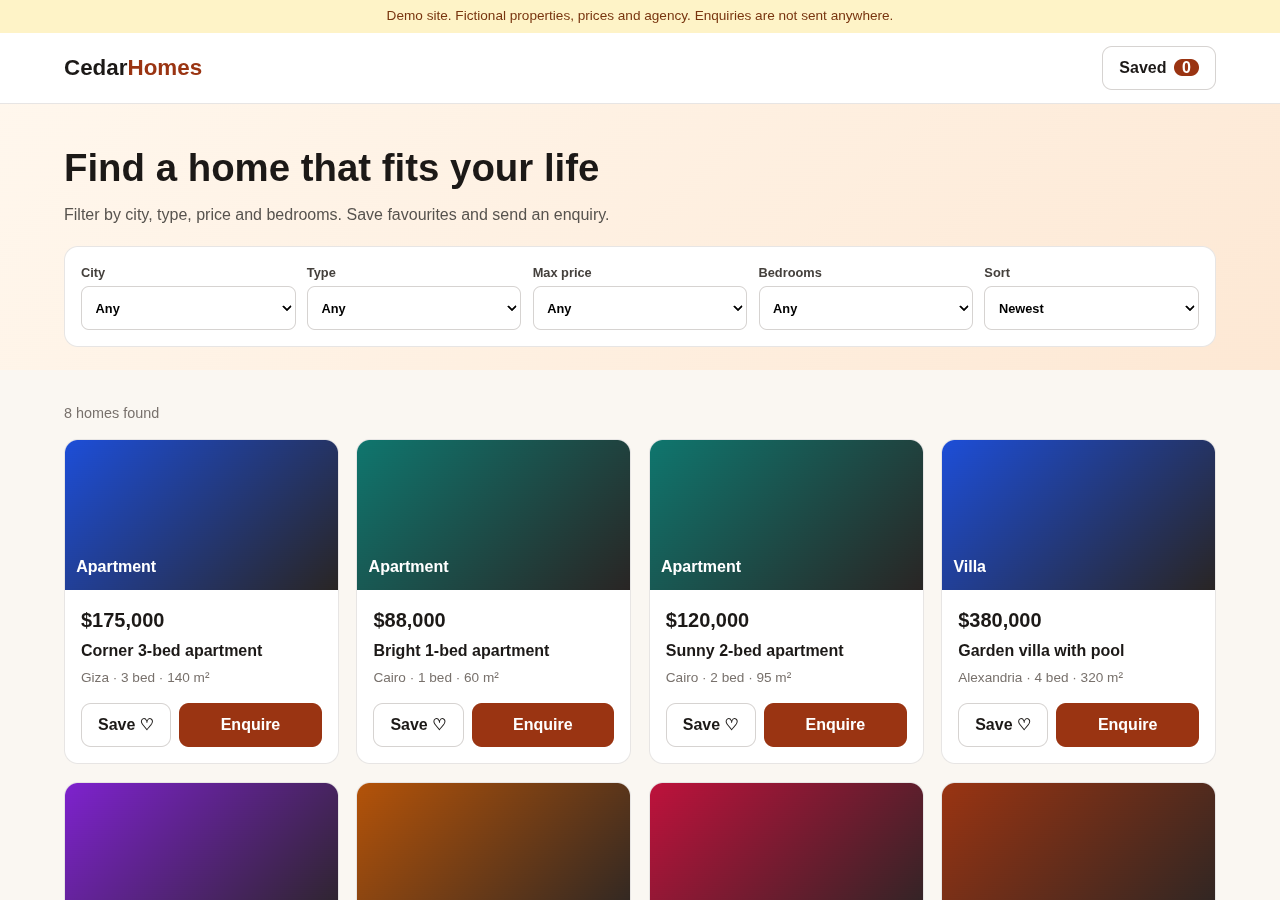 Demo site. Fictional properties, prices and agency. Enquiries are not sent anywhere.
CedarHomes
Saved 0
Find a home that fits your life
Filter by city, type, price and bedrooms. Save favourites and send an enquiry.
City Type Max price Bedrooms Sort
Any Any Any Any Newest
8 homes found
Apartment Apartment Apartment Villa
$175,000 $88,000 $120,000 $380,000
Corner 3-bed apartment Bright 1-bed apartment Sunny 2-bed apartment Garden villa with pool
Giza · 3 bed · 140 m² Cairo · 1 bed · 60 m² Cairo · 2 bed · 95 m² Alexandria · 4 bed · 320 m²
Save ♡ Enquire Save ♡ Enquire Save ♡ Enquire Save ♡ Enquire